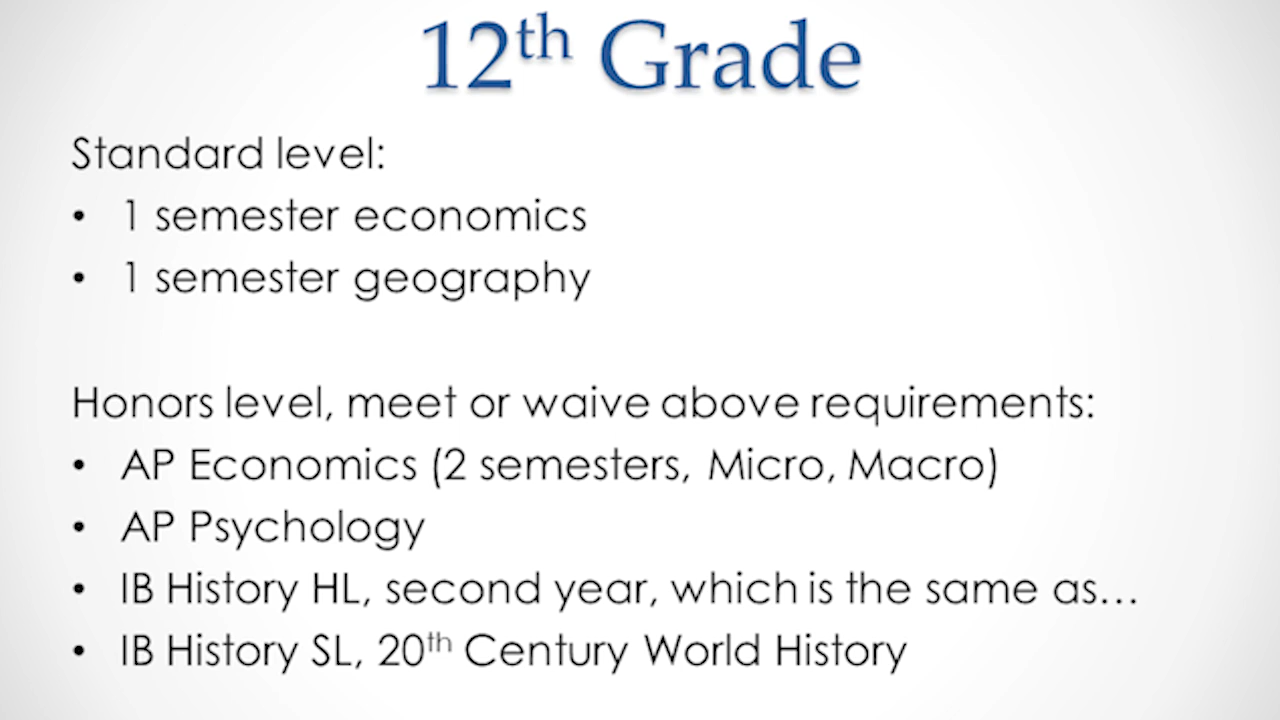 12th Grade
Standard level:
• 1 semester economics
• 1 semester geography
Honors level, meet or waive above requirements:
• AP Economics (2 semesters, Micro, Macro)
• AP Psychology
• IB History HL, second year, which is the same as…
• IB History SL, 20th Century World History